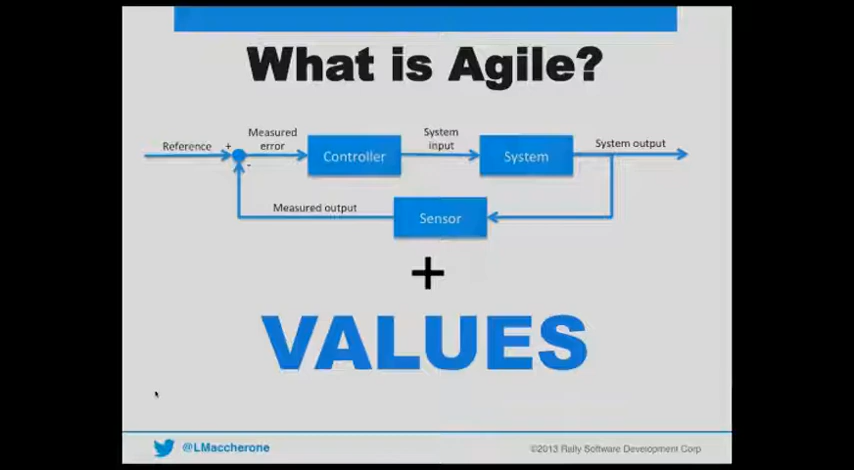 What is Agile?
Reference
+
Measured
error
-
Controller
System
input
System
System output
Measured output
Sensor
+
VALUES
@LMaccherone
©2013 Rally Software Development Corp